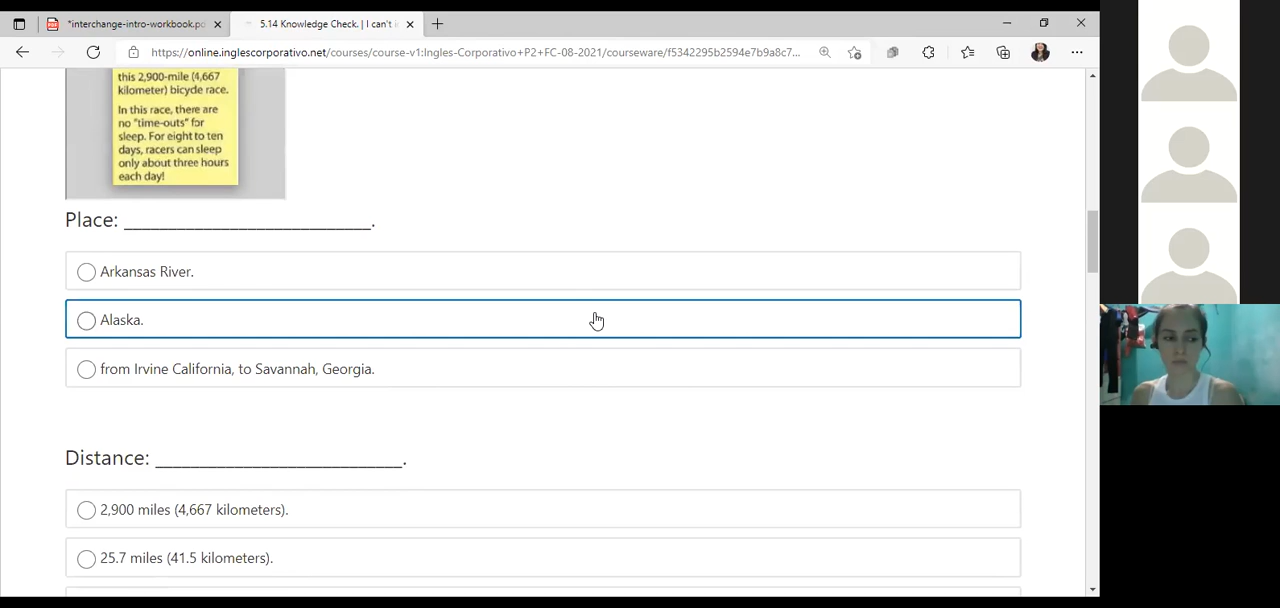 "interchange-intro-workbook.pd
5.14 Knowledge Check. | I can't i
https://online.inglescorporativo.net/courses/course-v1:Ingles-Corporativo+P2+FC-08-2021/courseware/f5342295b2594e7b9a8c7...
this 2,900-mile (4,667
kilometer) bicycle race.
In this race, there are
no "time-outs" for
sleep. For eight to ten
days, racers can sleep
only about three hours
each day!
Place: ____________________________.
Arkansas River.
Alaska.
from Irvine California, to Savannah, Georgia.
Distance: ____________________________.
2,900 miles (4,667 kilometers).
25.7 miles (41.5 kilometers).